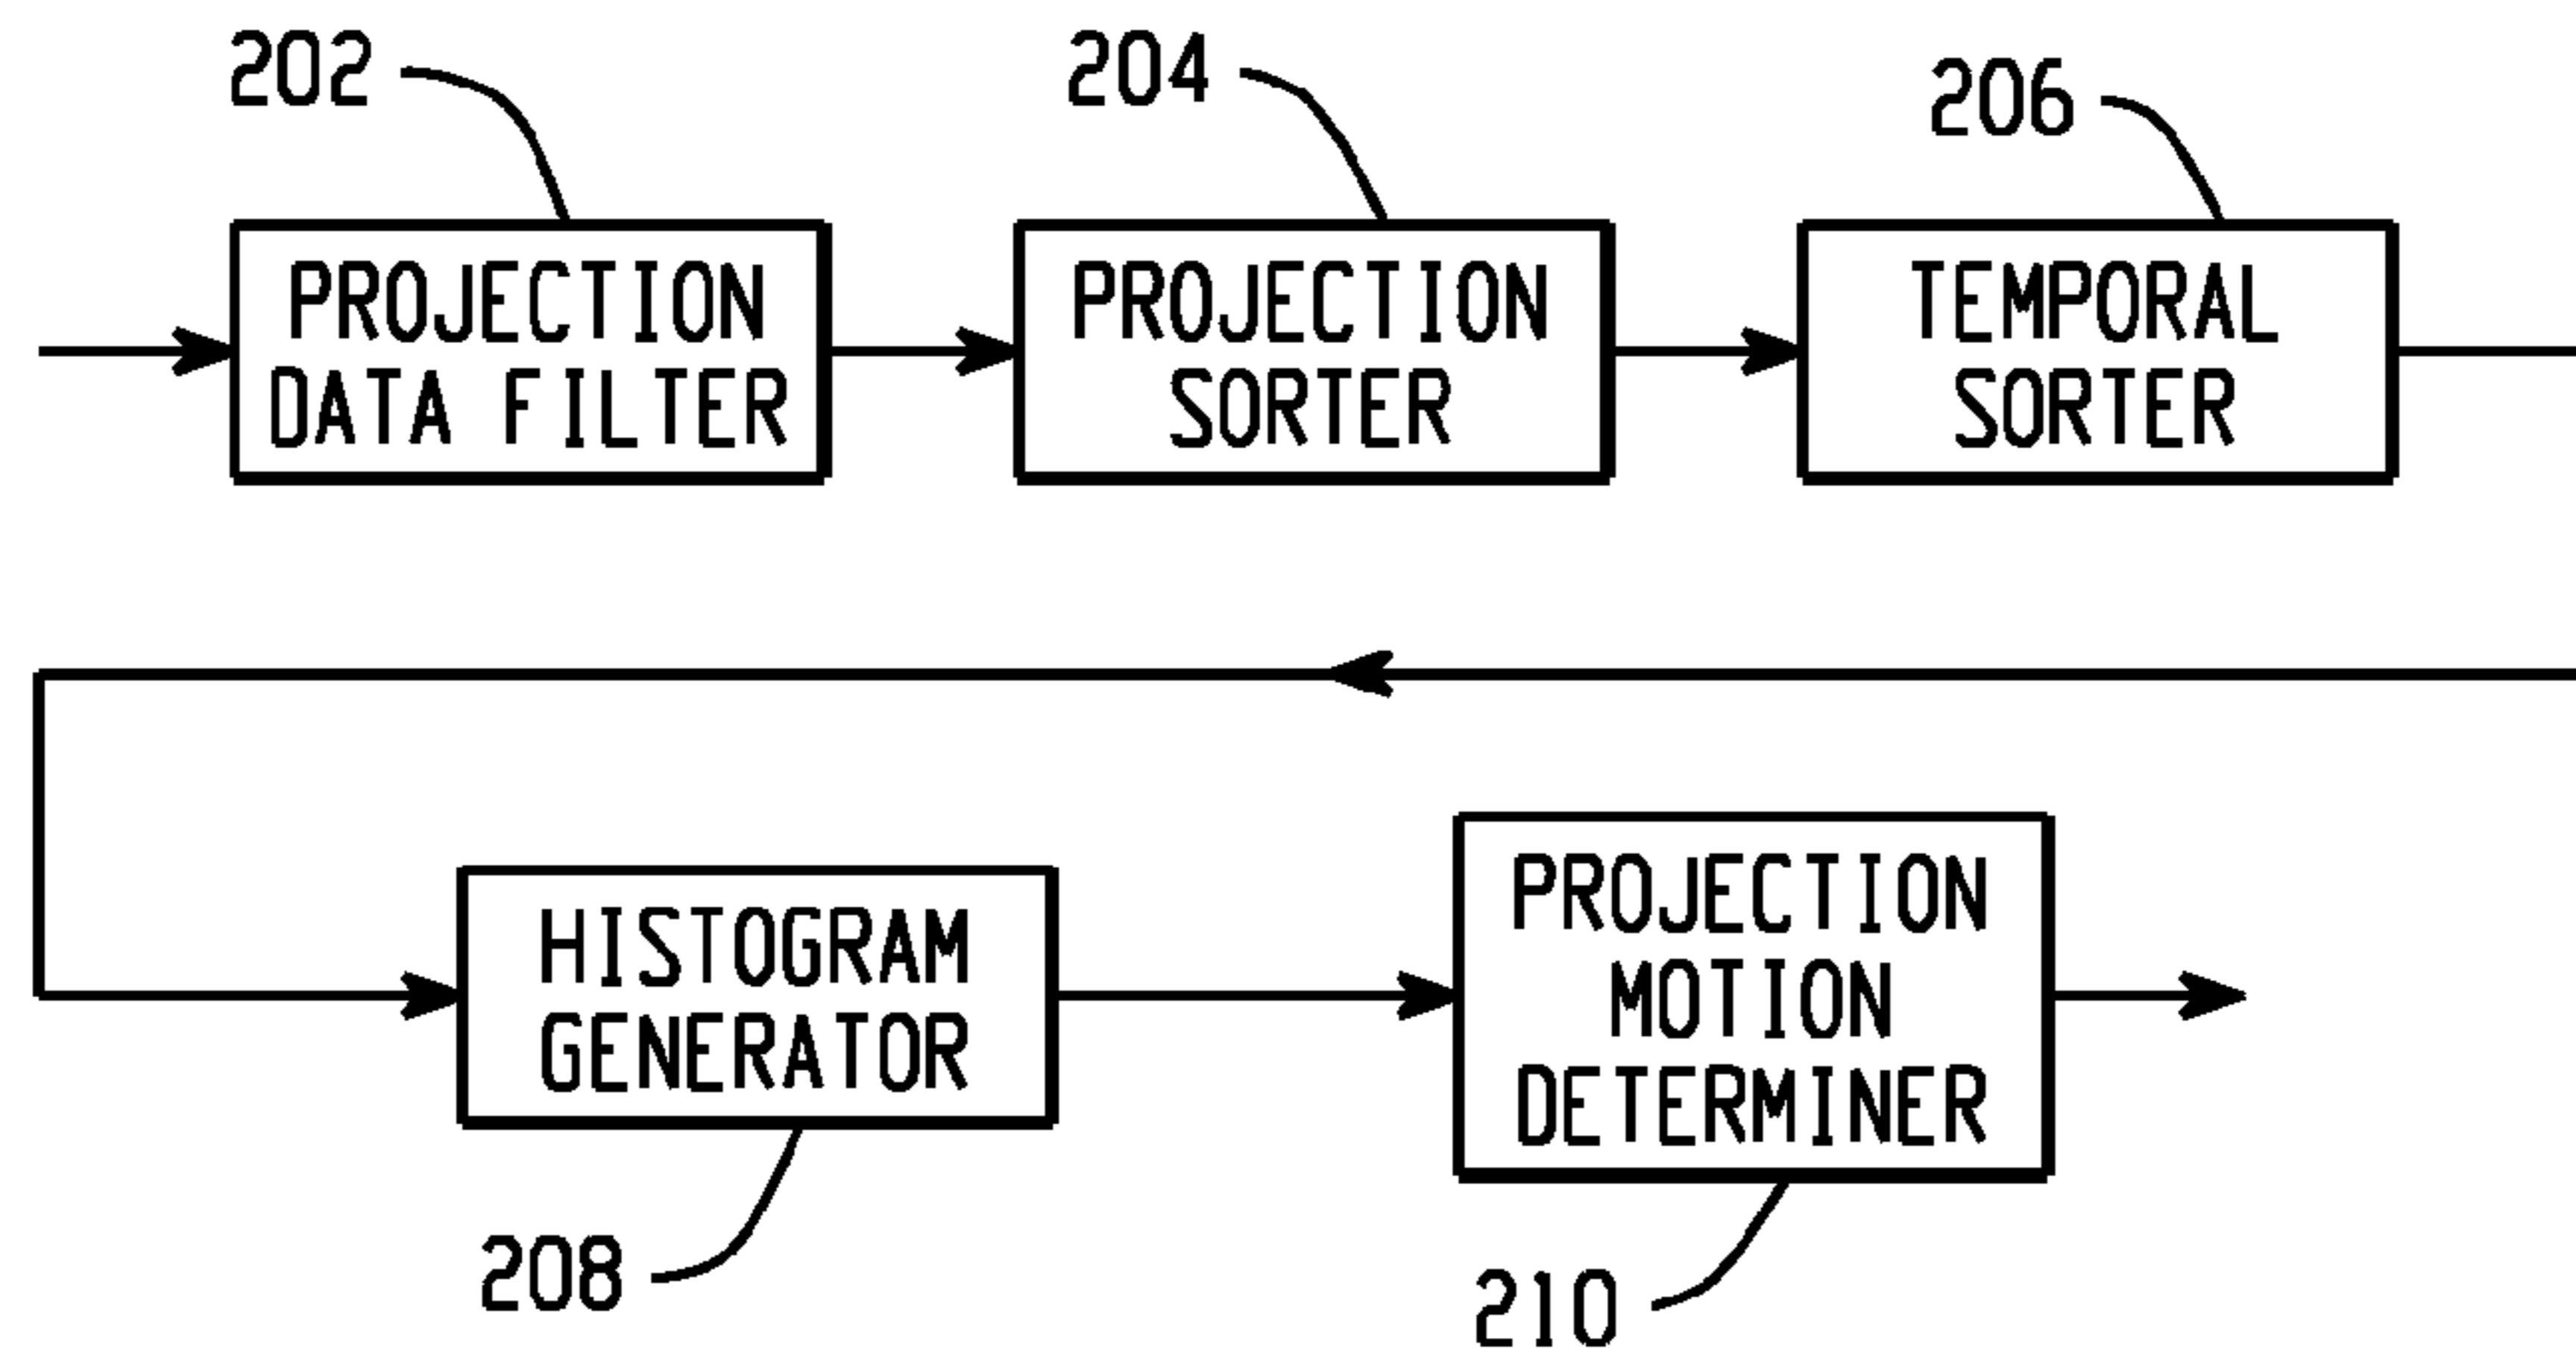 202
204
206
PROJECTION
DATA FILTER
PROJECTION
SORTER
TEMPORAL
SORTER
HISTOGRAM
GENERATOR
PROJECTION
MOTION
DETERMINER
208
210